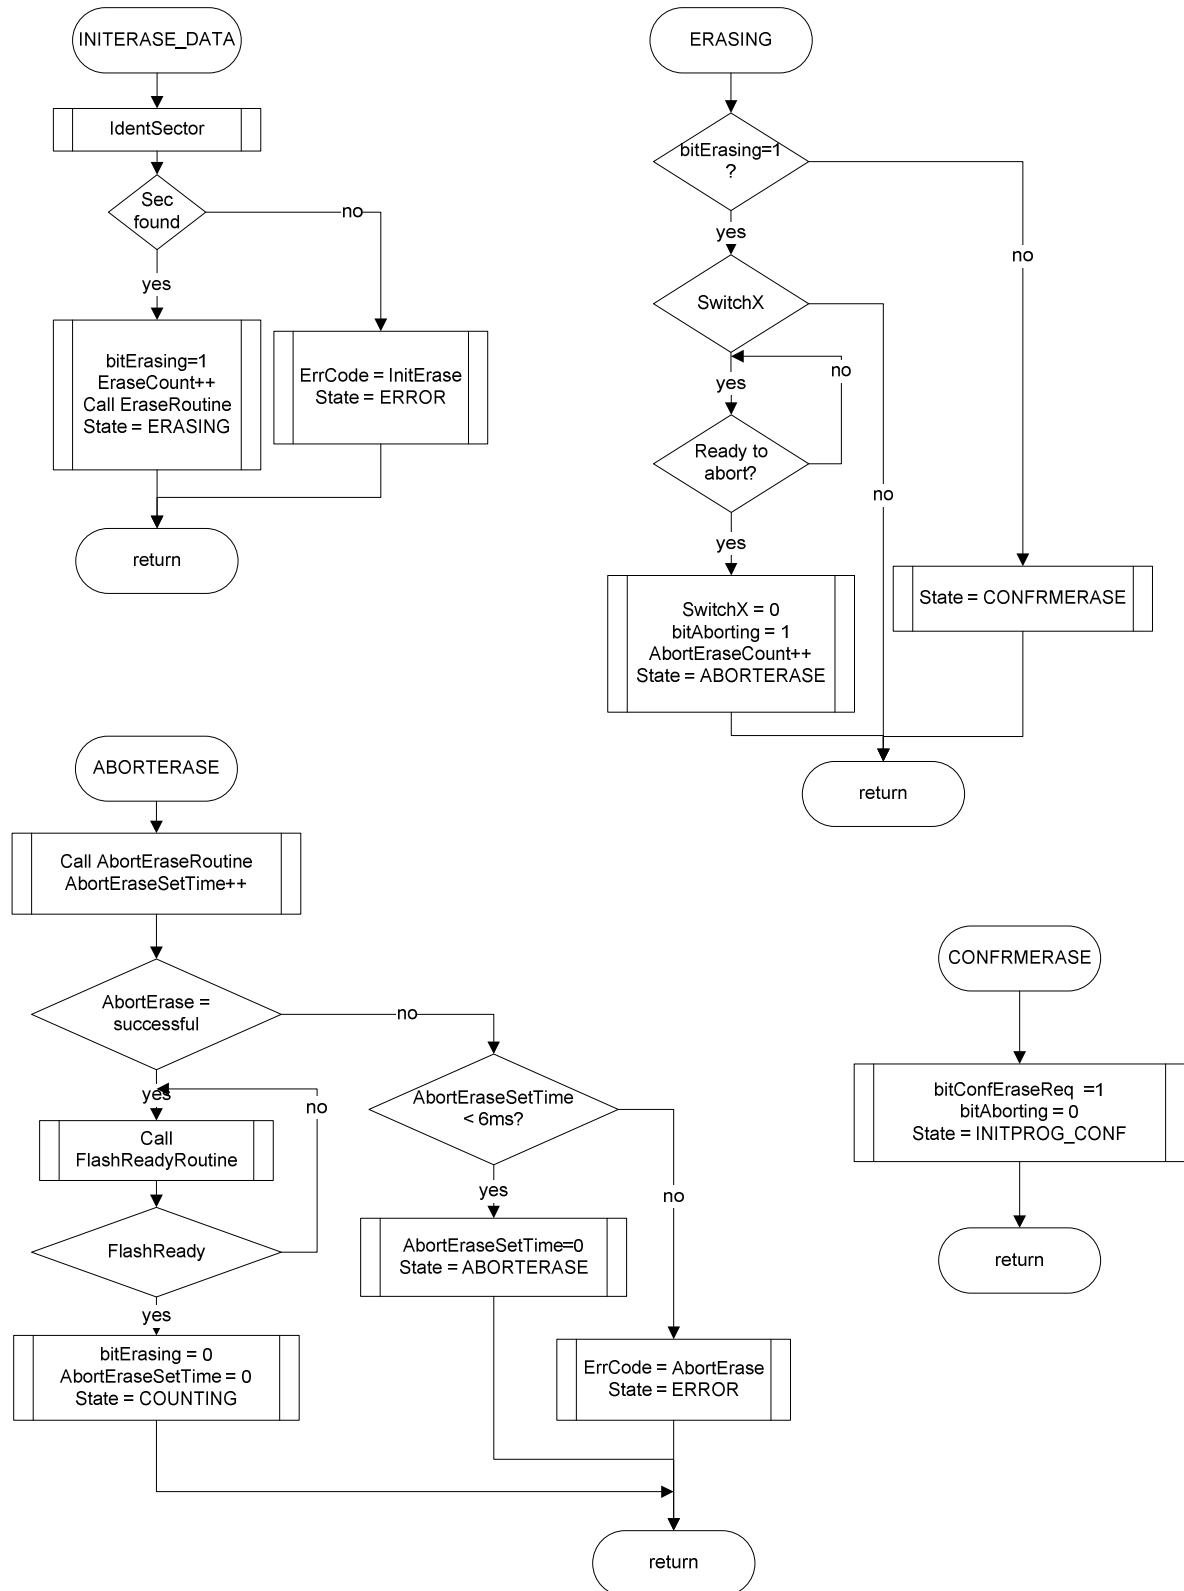 INITERASE_DATA
IdentSector
Sec
found
no
yes
bitErasing=1
EraseCount++
Call EraseRoutine
State = ERASING
ErrCode = InitErase
State = ERROR
return
ERASING
bitErasing=1
?
yes
no
SwitchX
no
yes
Ready to
abort?
no
yes
SwitchX = 0
bitAborting = 1
AbortEraseCount++
State = ABORTERASE
State = CONFRMERASE
return
ABORTERASE
Call AbortEraseRoutine
AbortEraseSetTime++
AbortErase =
successful
no
yes
no
Call
FlashReadyRoutine
FlashReady
yes
bitErasing = 0
AbortEraseSetTime = 0
State = COUNTING
AbortEraseSetTime
< 6ms?
yes
no
AbortEraseSetTime=0
State = ABORTERASE
ErrCode = AbortErase
State = ERROR
return
CONFRMERASE
bitConfEraseReq =1
bitAborting = 0
State = INITPROG_CONF
return